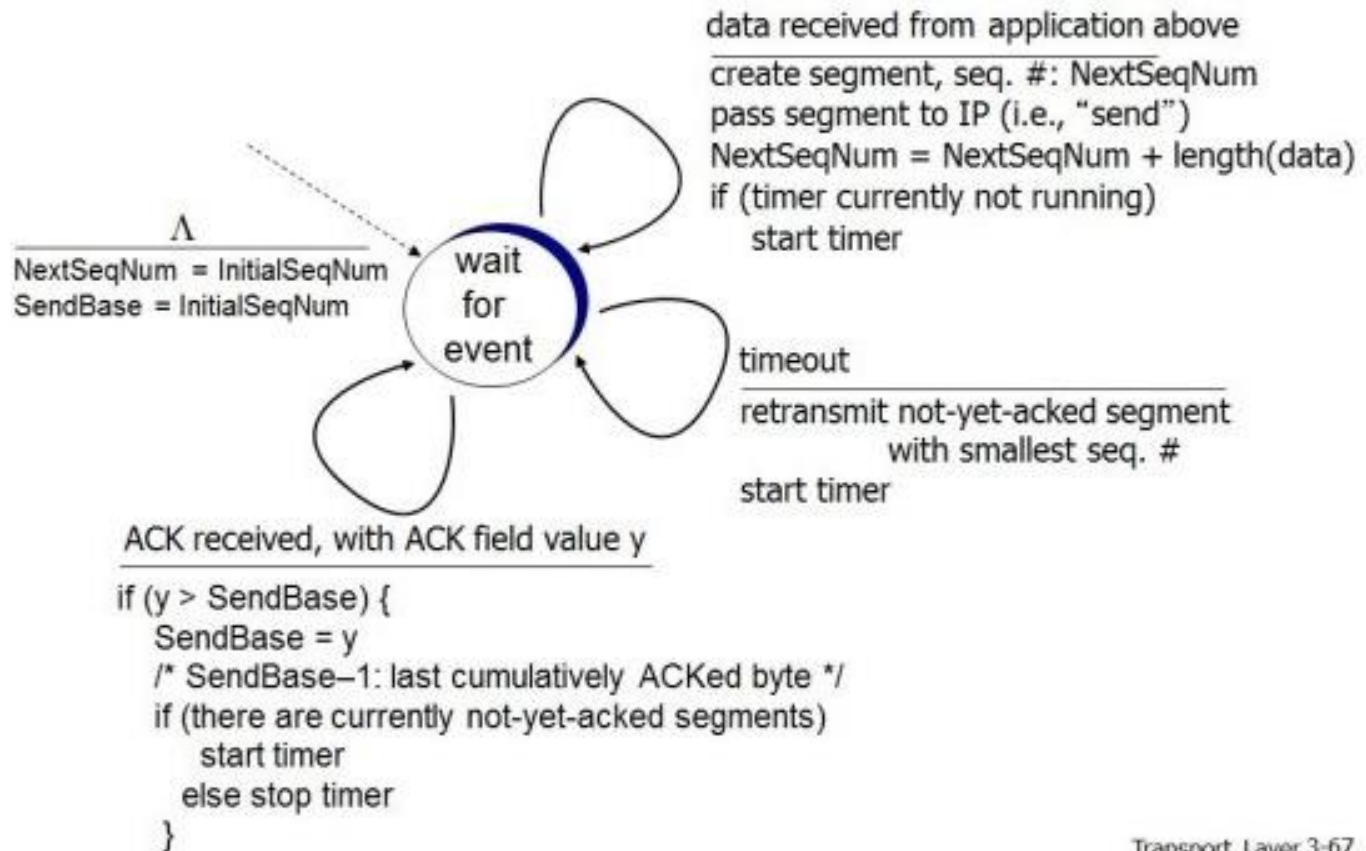 data received from application above
create segment, seq. #: NextSeqNum
pass segment to IP (i.e., “send”)
NextSeqNum = NextSeqNum + length(data)
if (timer currently not running)
start timer
Λ
NextSeqNum = InitialSeqNum
SendBase = InitialSeqNum
wait
for
event
timeout
retransmit not-yet-acked segment
with smallest seq. #
start timer
ACK received, with ACK field value y
if (y > SendBase) {
SendBase = y
/* SendBase–1: last cumulatively ACKed byte */
if (there are currently not-yet-acked segments)
start timer
else stop timer
}
Transport Layer 3-67